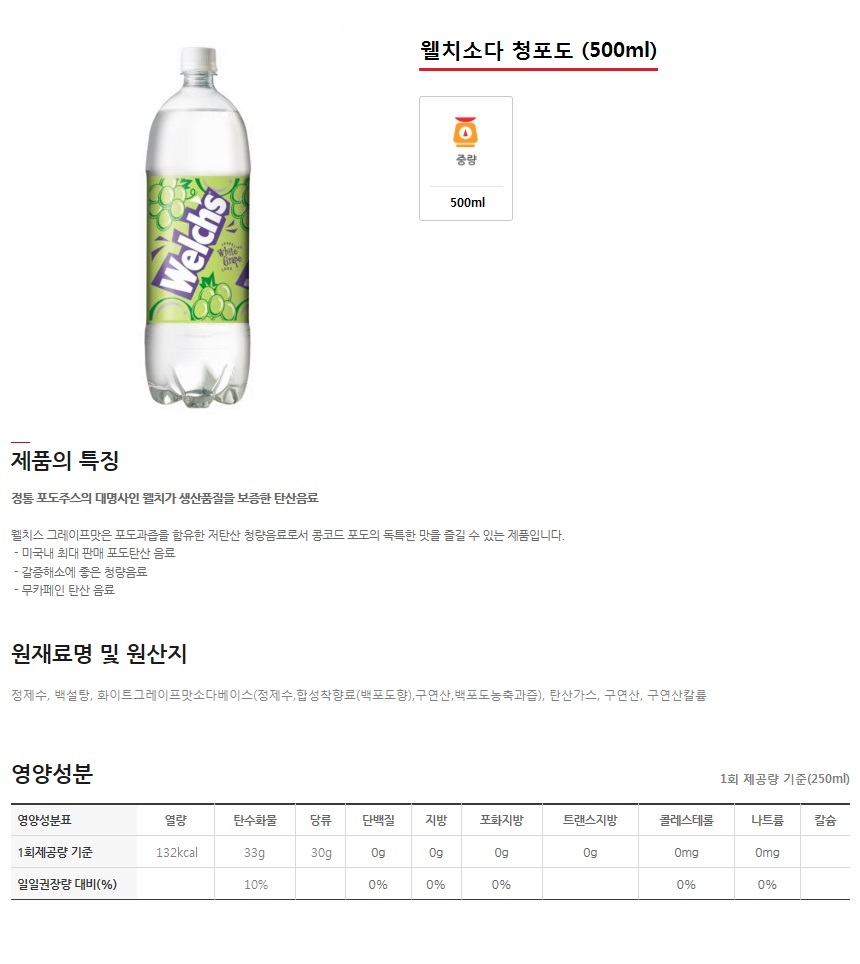 웰치소다 청포도 (500ml)
중량
500ml
Welchs
White
Grape
제품의 특징
정통 포도주스의 대명사인 웰치가 생산품질을 보증한 탄산음료
웰치스 그레이프맛은 포도과즙을 함유한 저탄산 청량음료로서 콩코드 포도의 독특한 맛을 즐길 수 있는 제품입니다.
- 미국내 최대 판매 포도탄산 음료
- 갈증해소에 좋은 청량음료
- 무카페인 탄산 음료
원재료명 및 원산지
정제수, 백설탕, 화이트그레이프맛소다베이스(정제수,합성착향료(백포도향),구연산,백포도농축과즙), 탄산가스, 구연산, 구연산칼륨
영양성분
1회 제공량 기준(250ml)
영양성분표 열량 탄수화물 당류 단백질 지방 포화지방 트랜스지방 콜레스테롤 나트륨 칼슘
1회제공량 기준 132kcal 33g 30g 0g 0g 0g 0g 0mg 0mg
일일권장량 대비(%) 10% 0% 0% 0% 0% 0%